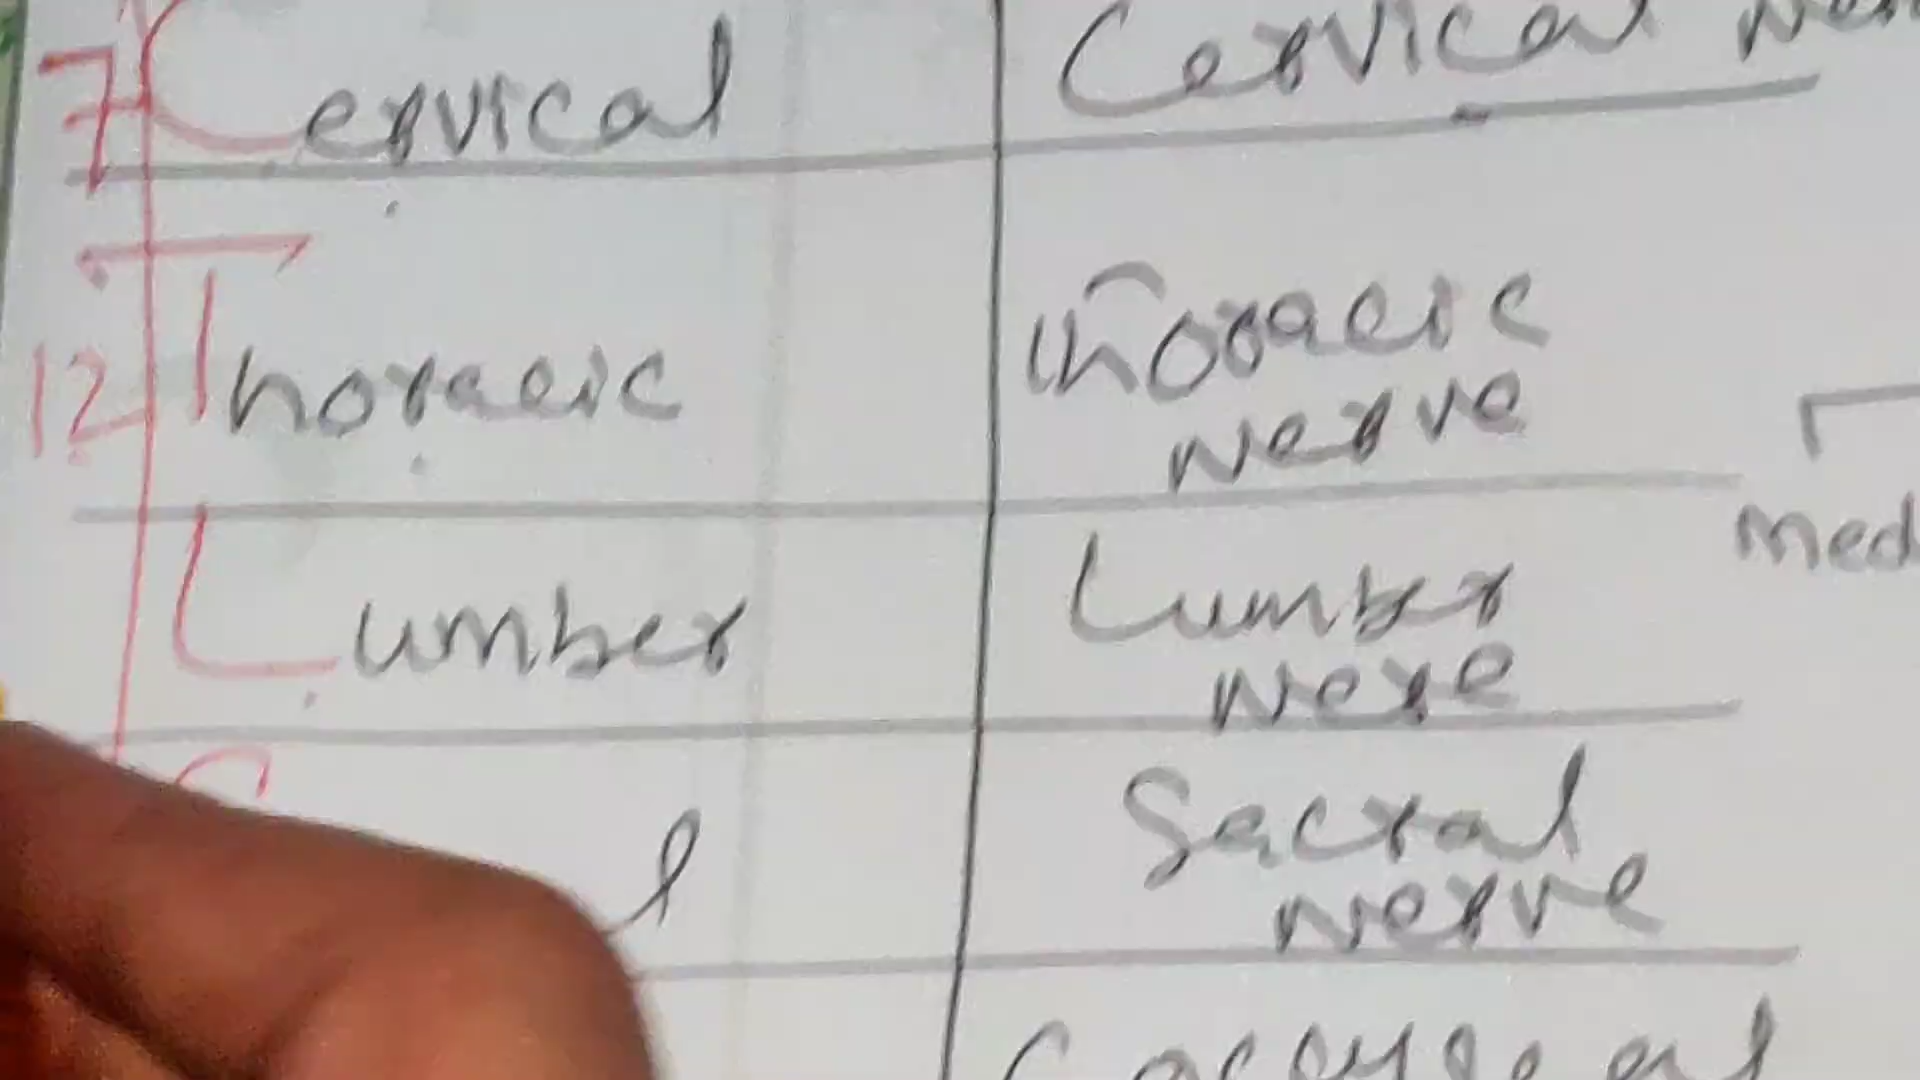 7 Cervical Cervical
12 Thoracic Thoracic
nerve
Lumber Lumber
nere
Sacral
nerve
med